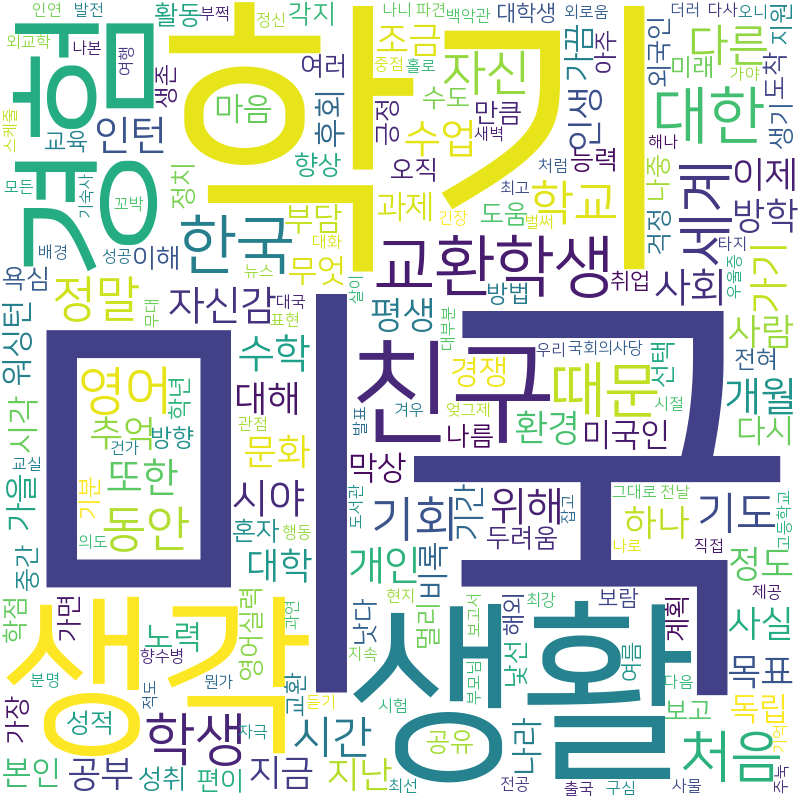 인연
발전
활동
부쩍
각지
정신
나니
파견
백악관
대학생
외로움
더러
다사
오니
외교학
나본
여행
생존
여러
조금
중점
홀로
가끔
아주
외국인
다른
지원
스케줄
경험
학기
마음
후회
긍정
자신
수도
만큼
새벽
인생
미래
도착
생기
가야
교육
인턴
향상
오직
수업
능력
대한
해나
모든
기숙사
꼬박
정치
부담
과제
긴장
최고
도움
처럼
벌써
학교
걱정
나중
이제
방학
배경
성공
이해
한국
대화
무엇
교환학생
취업
세계
타지
우울증
욕심
정말
뉴스
대국
자신감
표현
무대
살이
평생
방법
대부분
사회
가기
사람
워싱턴
미국
친구
우리
국회의사당
때문
선택
전혀
영어
학년
수학
대해
경쟁
개월
시각
추억
방향
관점
발표
겨우
엊그제
나름
환경
미국인
시절
다시
가을
교실
건가
또한
문화
막상
기분
시야
도서관
기간
위해
잡고
그대로
전날
고등학교
의도
동안
혼자
행동
기회
두려움
하나
나로
직접
기도
중간
대학
개인
비록
정도
학점
가면
노력
영어실력
과연
낫다
현지
멀리
최강
보고서
해외
보람
계획
제공
사실
생각
생활
향수병
교환
뭔가
듣기
지속
부모님
낯선
여름
다음
목표
분명
적도
가장
성적
학생
자극
시간
시험
공유
나라
보고
독립
기억
본인
공부
성취
편이
지금
지난
최선
전공
출국
구심
사물
처음
주눅